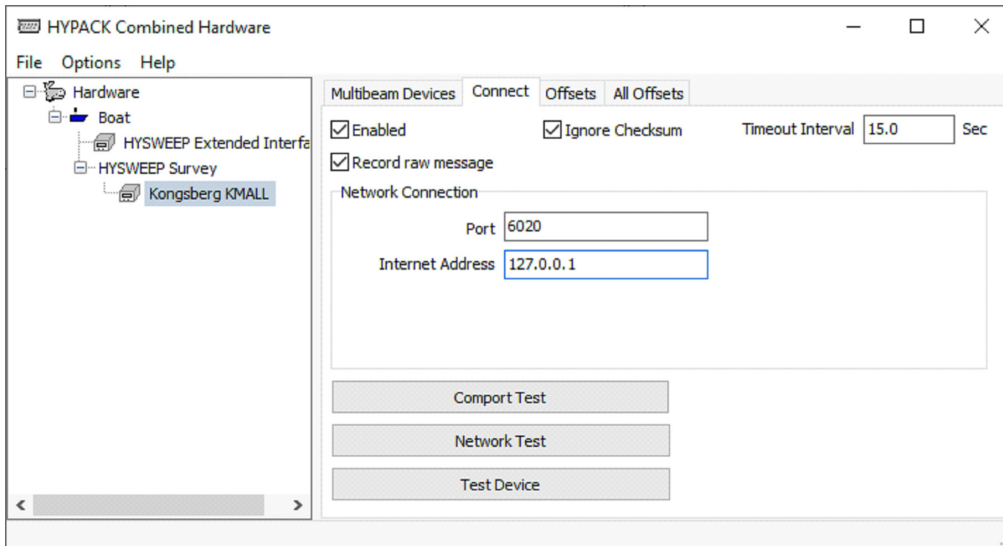 HYPACK Combined Hardware
File Options Help
Hardware
Boat
HYSWEEP Extended Interfa
HYSWEEP Survey
Kongsberg KMALL
Multibeam Devices Connect Offsets All Offsets
Enabled Ignore Checksum Timeout Interval 15.0 Sec
Record raw message
Network Connection
Port 6020
Internet Address 127.0.0.1
Comport Test
Network Test
Test Device